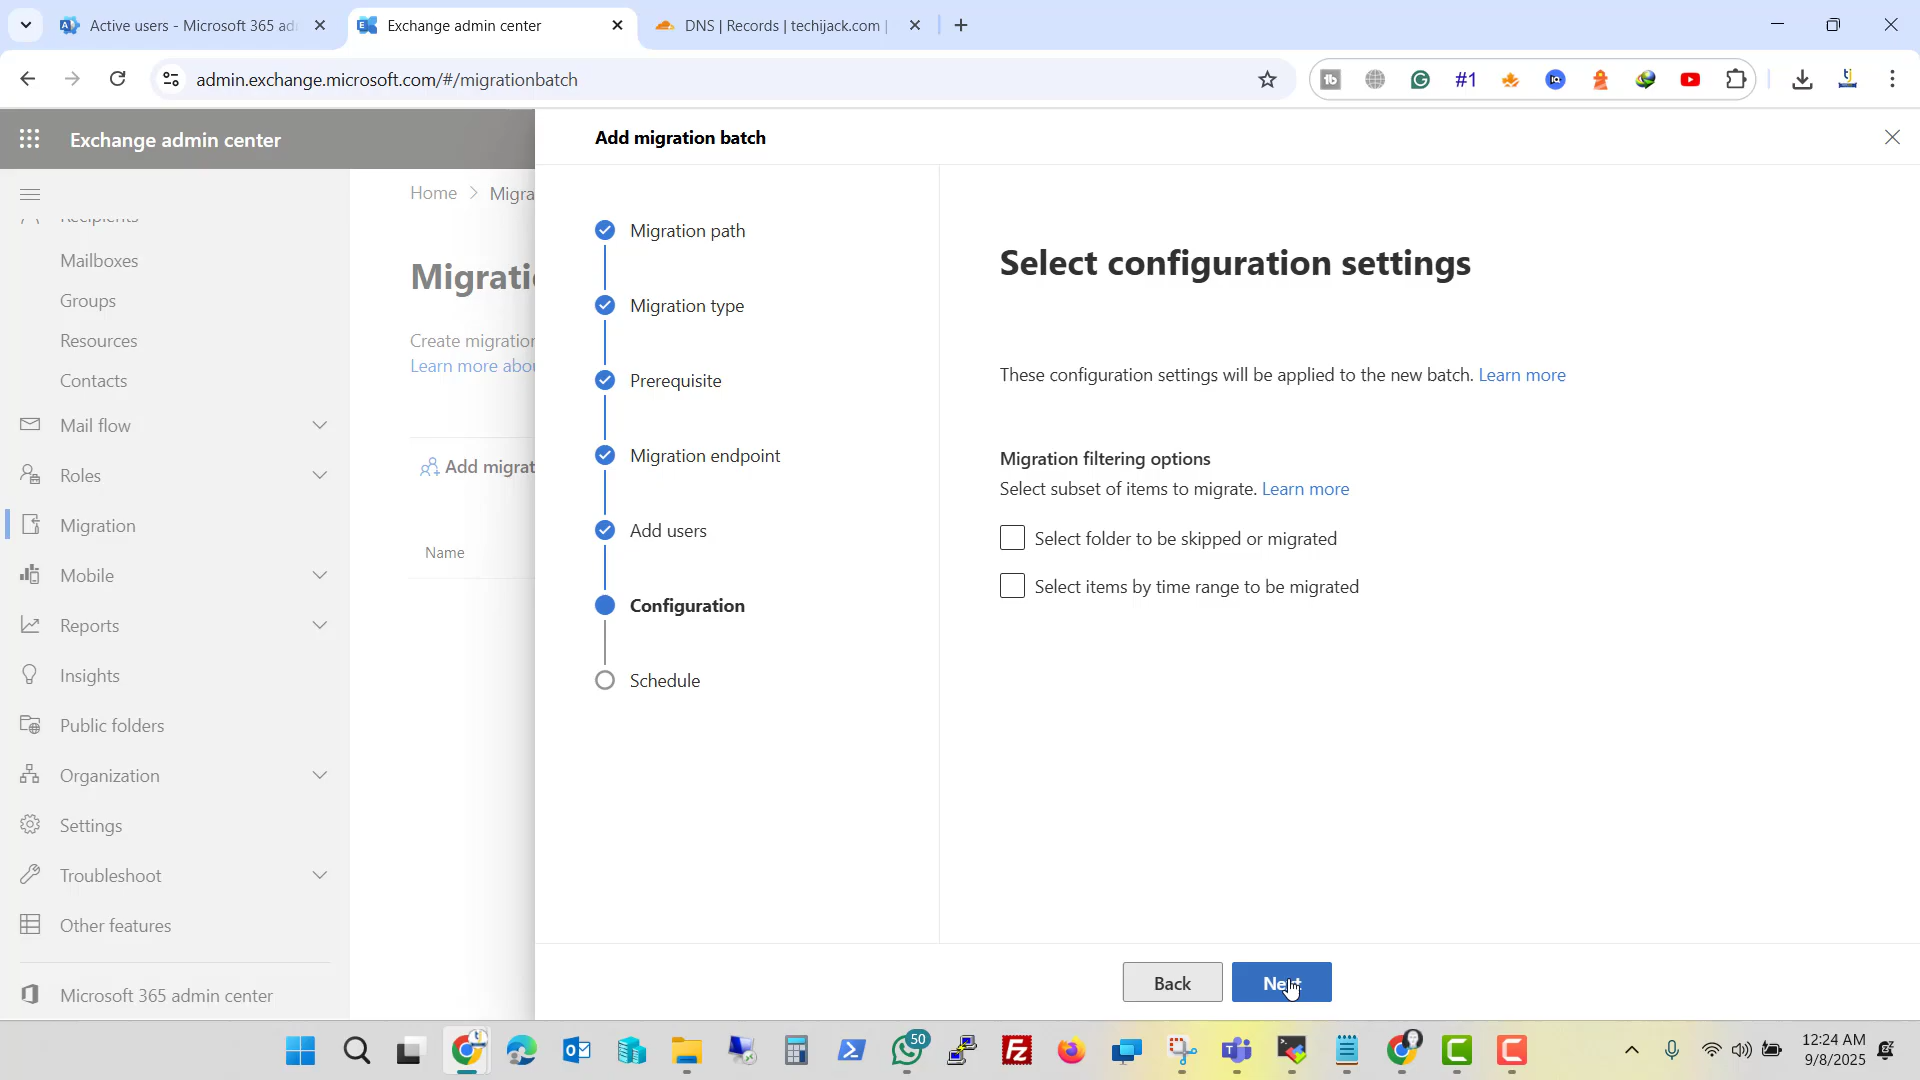 Active users - Microsoft 365 ad
Exchange admin center
DNS | Records | techijack.com |
admin.exchange.microsoft.com/#/migrationbatch
#1
Exchange admin center
Add migration batch
Home > Migra
Recipients
Mailboxes
Groups
Resources
Contacts
Mail flow
Roles
Migration
Mobile
Reports
Insights
Public folders
Organization
Settings
Troubleshoot
Other features
Microsoft 365 admin center
Migrati
Create migration
Learn more abou
Add migrat
Name
Migration path
Migration type
Prerequisite
Migration endpoint
Add users
Configuration
Schedule
Select configuration settings
These configuration settings will be applied to the new batch. Learn more
Migration filtering options
Select subset of items to migrate. Learn more
Select folder to be skipped or migrated
Select items by time range to be migrated
Back
Next
50
12:24 AM
9/8/2025